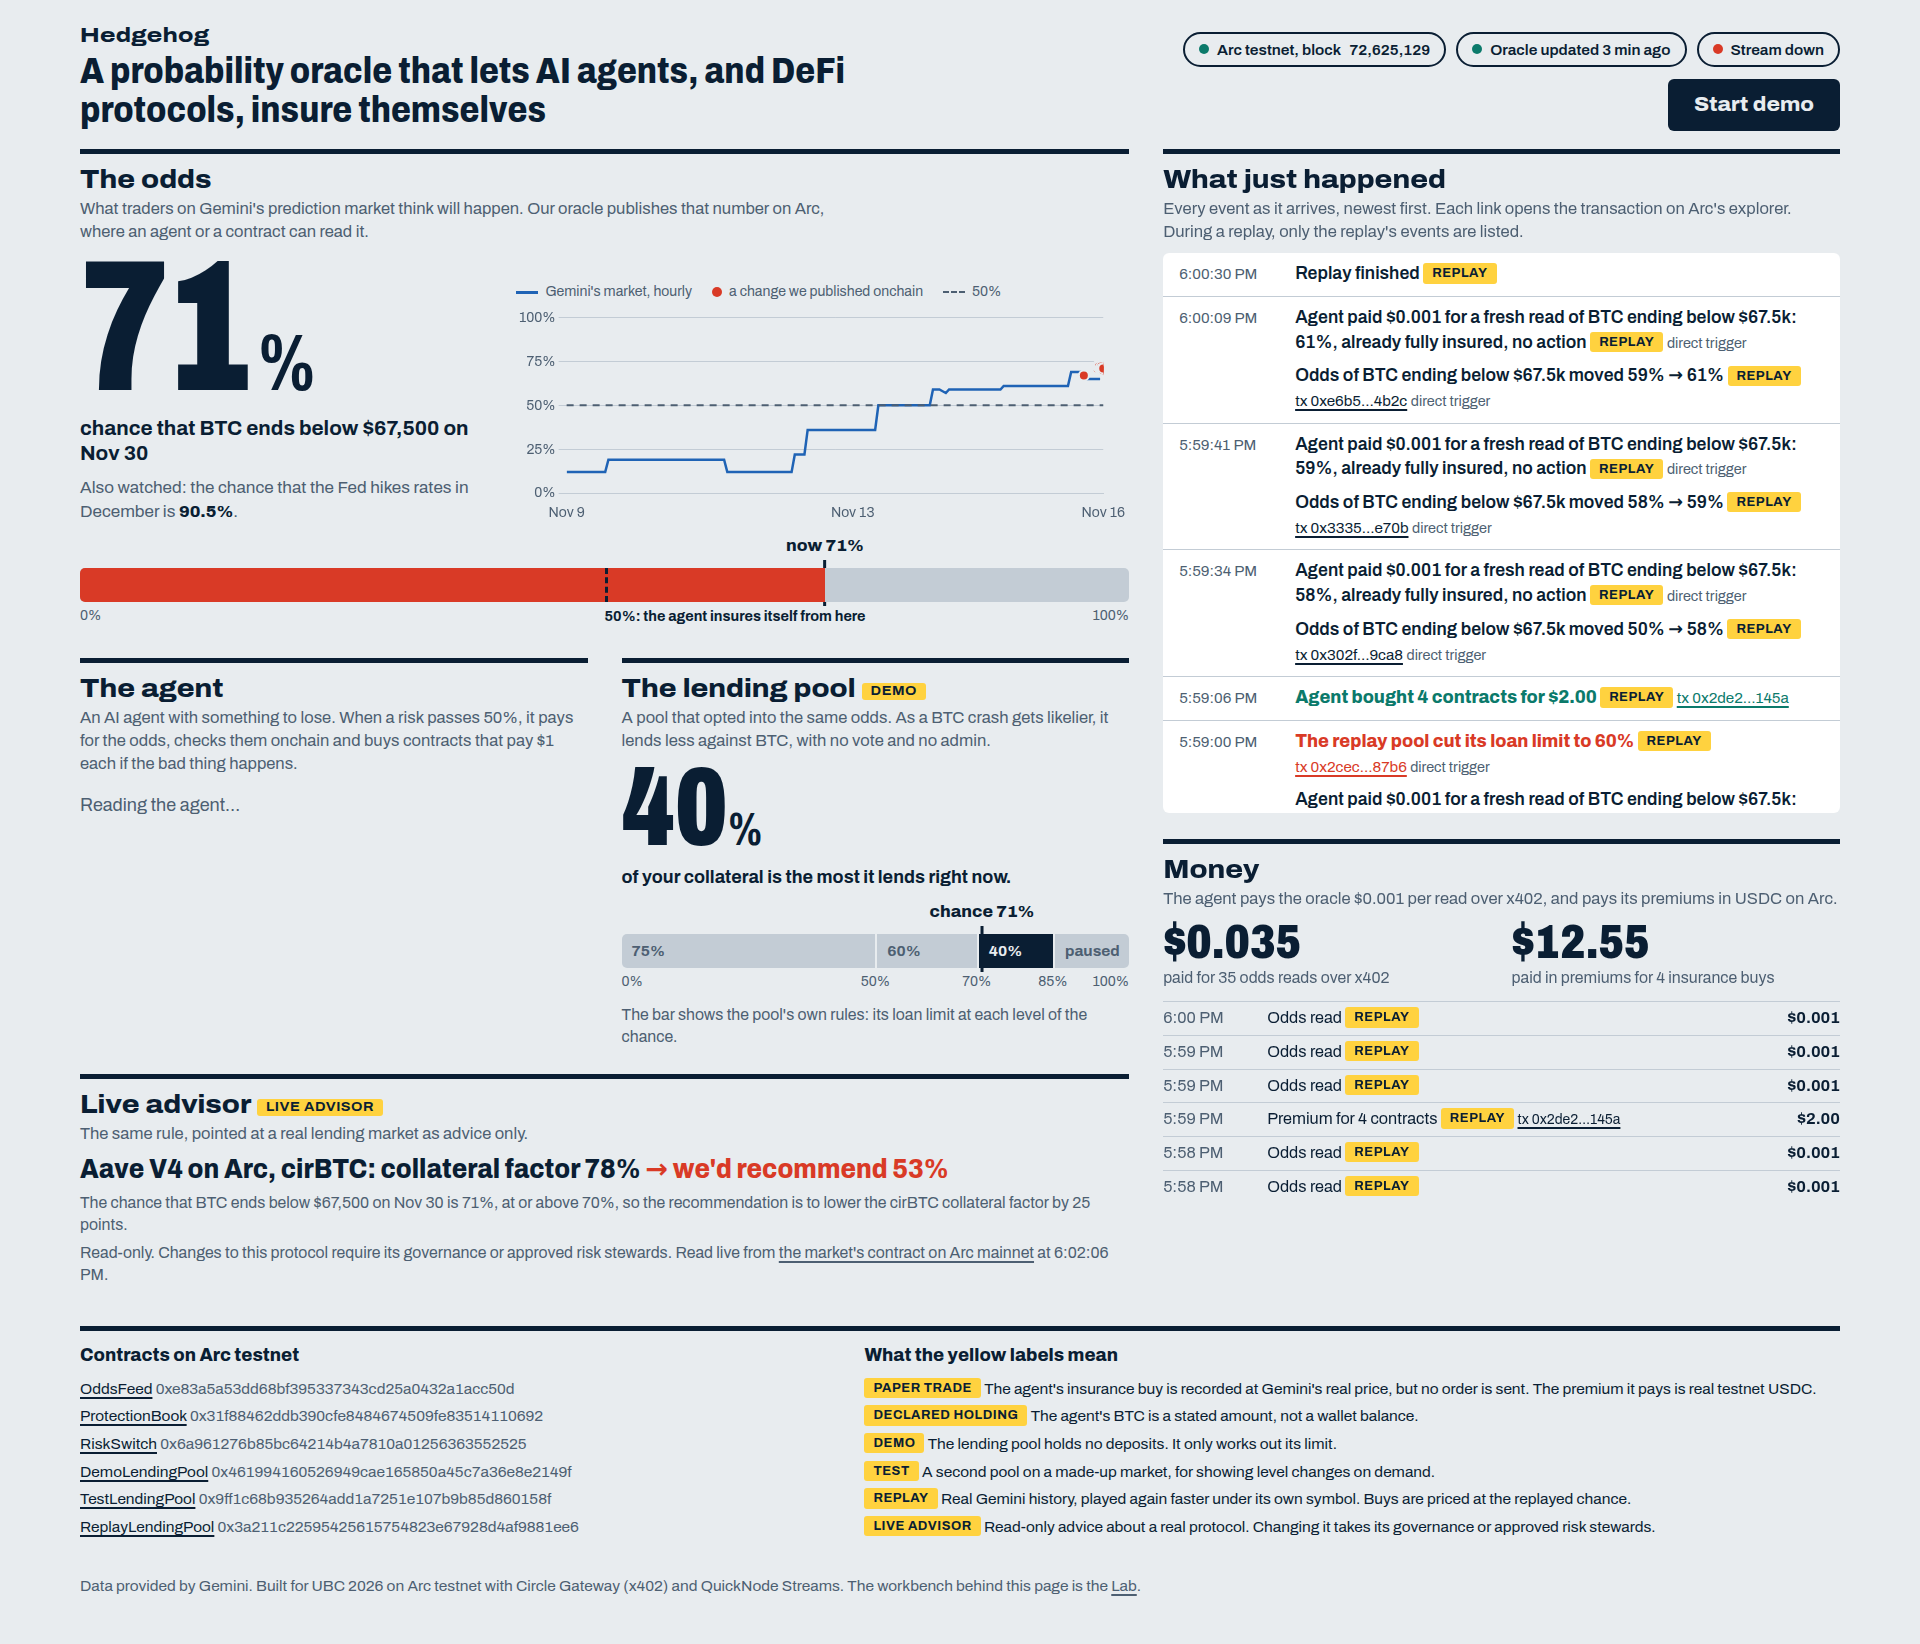 Hedgehog
A probability oracle that lets AI agents, and DeFi
protocols, insure themselves
Arc testnet, block 72,625,129
Oracle updated 3 min ago
Stream down
Start demo
The odds
What traders on Gemini's prediction market think will happen. Our oracle publishes that number on Arc,
where an agent or a contract can read it.
71%
chance that BTC ends below $67,500 on
Nov 30
Also watched: the chance that the Fed hikes rates in
December is 90.5%.
Gemini's market, hourly
a change we published onchain
50%
100%
75%
50%
25%
0%
Nov 9
Nov 13
Nov 16
now 71%
0%
50%: the agent insures itself from here
100%
The agent
An AI agent with something to lose. When a risk passes 50%, it pays
for the odds, checks them onchain and buys contracts that pay $1
each if the bad thing happens.
Reading the agent...
The lending pool DEMO
A pool that opted into the same odds. As a BTC crash gets likelier, it
lends less against BTC, with no vote and no admin.
40%
of your collateral is the most it lends right now.
chance 71%
75%
60%
40%
paused
0%
50%
70%
85%
100%
The bar shows the pool's own rules: its loan limit at each level of the
chance.
Live advisor LIVE ADVISOR
The same rule, pointed at a real lending market as advice only.
Aave V4 on Arc, cirBTC: collateral factor 78% → we'd recommend 53%
The chance that BTC ends below $67,500 on Nov 30 is 71%, at or above 70%, so the recommendation is to lower the cirBTC collateral factor by 25
points.
Read-only. Changes to this protocol require its governance or approved risk stewards. Read live from the market's contract on Arc mainnet at 6:02:06
PM.
What just happened
Every event as it arrives, newest first. Each link opens the transaction on Arc's explorer.
During a replay, only the replay's events are listed.
6:00:30 PM Replay finished REPLAY
6:00:09 PM Agent paid $0.001 for a fresh read of BTC ending below $67.5k:
61%, already fully insured, no action REPLAY direct trigger
Odds of BTC ending below $67.5k moved 59% → 61% REPLAY
tx 0xe6b5...4b2c direct trigger
5:59:41 PM Agent paid $0.001 for a fresh read of BTC ending below $67.5k:
59%, already fully insured, no action REPLAY direct trigger
Odds of BTC ending below $67.5k moved 58% → 59% REPLAY
tx 0x3335...e70b direct trigger
5:59:34 PM Agent paid $0.001 for a fresh read of BTC ending below $67.5k:
58%, already fully insured, no action REPLAY direct trigger
Odds of BTC ending below $67.5k moved 50% → 58% REPLAY
tx 0x302f...9ca8 direct trigger
5:59:06 PM Agent bought 4 contracts for $2.00 REPLAY tx 0x2de2...145a
5:59:00 PM The replay pool cut its loan limit to 60% REPLAY
tx 0x2cec...87b6 direct trigger
Agent paid $0.001 for a fresh read of BTC ending below $67.5k:
Money
The agent pays the oracle $0.001 per read over x402, and pays its premiums in USDC on Arc.
$0.035
paid for 35 odds reads over x402
$12.55
paid in premiums for 4 insurance buys
6:00 PM Odds read REPLAY $0.001
5:59 PM Odds read REPLAY $0.001
5:59 PM Odds read REPLAY $0.001
5:59 PM Premium for 4 contracts REPLAY tx 0x2de2...145a $2.00
5:58 PM Odds read REPLAY $0.001
5:58 PM Odds read REPLAY $0.001
Contracts on Arc testnet
OddsFeed 0xe83a5a53dd68bf395337343cd25a0432a1acc50d
ProtectionBook 0x31f88462ddb390cfe8484674509fe83514110692
RiskSwitch 0x6a961276b85bc64214b4a7810a01256363552525
DemoLendingPool 0x461994160526949cae165850a45c7a36e8e2149f
TestLendingPool 0x9ff1c68b935264add1a7251e107b9b85d860158f
ReplayLendingPool 0x3a211c22595425615754823e67928d4af9881ee6
What the yellow labels mean
PAPER TRADE The agent's insurance buy is recorded at Gemini's real price, but no order is sent. The premium it pays is real testnet USDC.
DECLARED HOLDING The agent's BTC is a stated amount, not a wallet balance.
DEMO The lending pool holds no deposits. It only works out its limit.
TEST A second pool on a made-up market, for showing level changes on demand.
REPLAY Real Gemini history, played again faster under its own symbol. Buys are priced at the replayed chance.
LIVE ADVISOR Read-only advice about a real protocol. Changing it takes its governance or approved risk stewards.
Data provided by Gemini. Built for UBC 2026 on Arc testnet with Circle Gateway (x402) and QuickNode Streams. The workbench behind this page is the Lab.